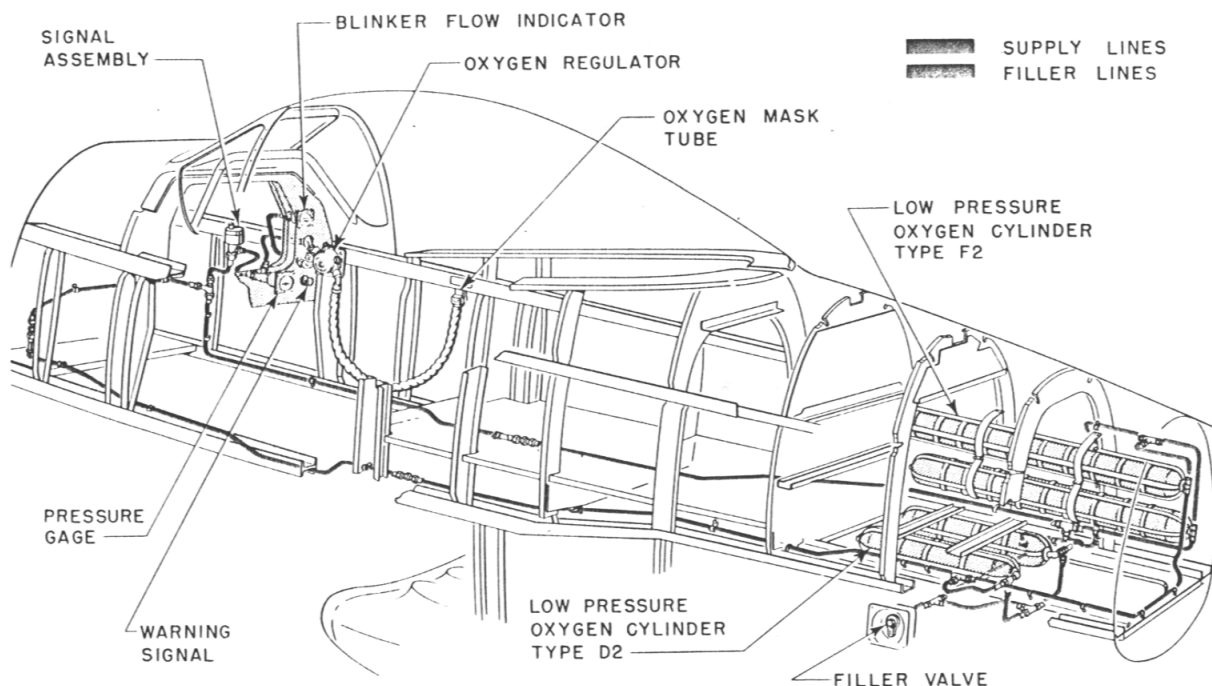 BLINKER FLOW INDICATOR
SIGNAL
ASSEMBLY
OXYGEN REGULATOR
SUPPLY LINES
FILLER LINES
OXYGEN MASK
TUBE
LOW PRESSURE
OXYGEN CYLINDER
TYPE F2
PRESSURE
GAGE
WARNING
SIGNAL
LOW PRESSURE
OXYGEN CYLINDER
TYPE D2
FILLER VALVE